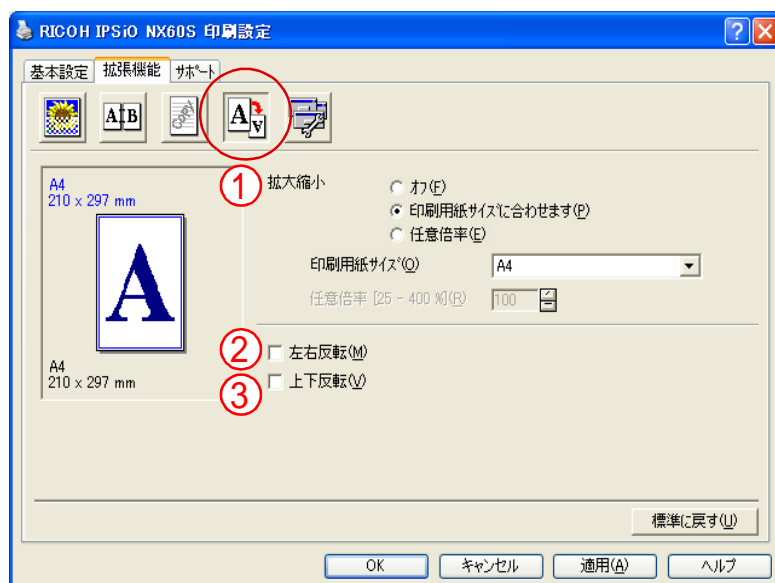 RICOH IPSiO NX60S 印刷設定
基本設定 拡張機能 サポート
A B
A A
① 拡大縮小
オフ(F)
印刷用紙サイズに合わせます(P)
任意倍率(E)
A4
210 x 297 mm
A
印刷用紙サイズ(O) A4
任意倍率 [25 - 400 %](R) 100
② 左右反転(M)
③ 上下反転(V)
A4
210 x 297 mm
標準に戻す(U)
OK キャンセル 適用(A) ヘルプ